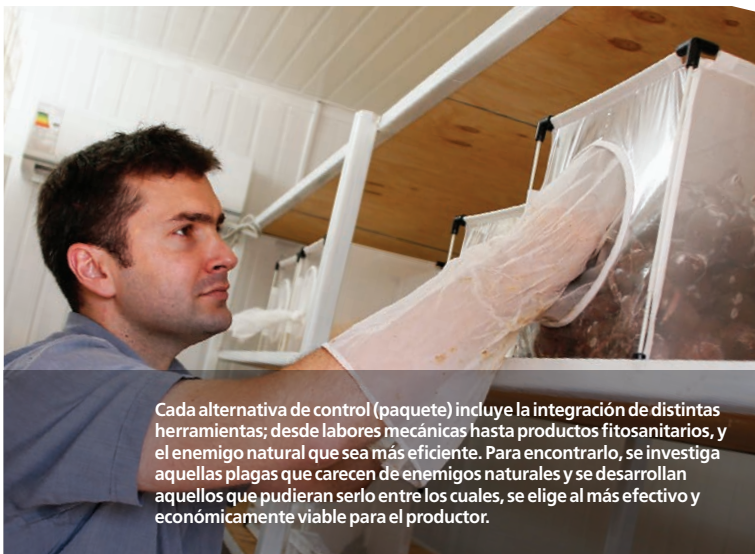 Cada alternativa de control (paquete) incluye la integración de distintas
herramientas; desde labores mecánicas hasta productos fitosanitarios, y
el enemigo natural que sea más eficiente. Para encontrarlo, se investiga
aquellas plagas que carecen de enemigos naturales y se desarrollan
aquellos que pudieran serlo entre los cuales, se elige al más efectivo y
económicamente viable para el productor.